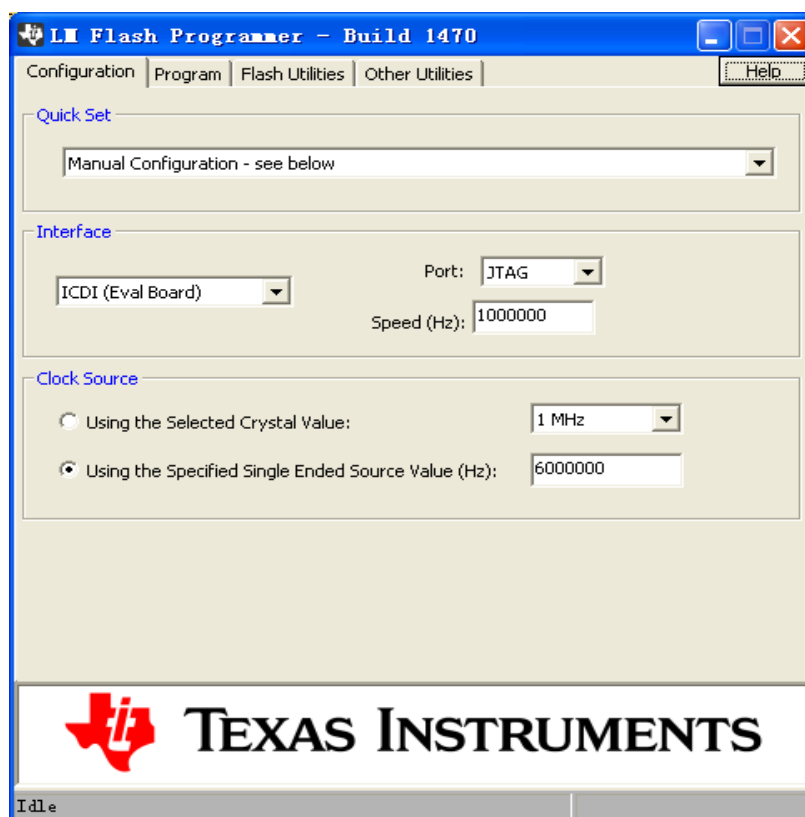 LM Flash Programmer - Build 1470
Configuration Program Flash Utilities Other Utilities Help
Quick Set
Manual Configuration - see below
Interface
ICDI (Eval Board)
Port: JTAG
Speed (Hz): 1000000
Clock Source
Using the Selected Crystal Value: 1 MHz
Using the Specified Single Ended Source Value (Hz): 6000000
TEXAS INSTRUMENTS
Idle